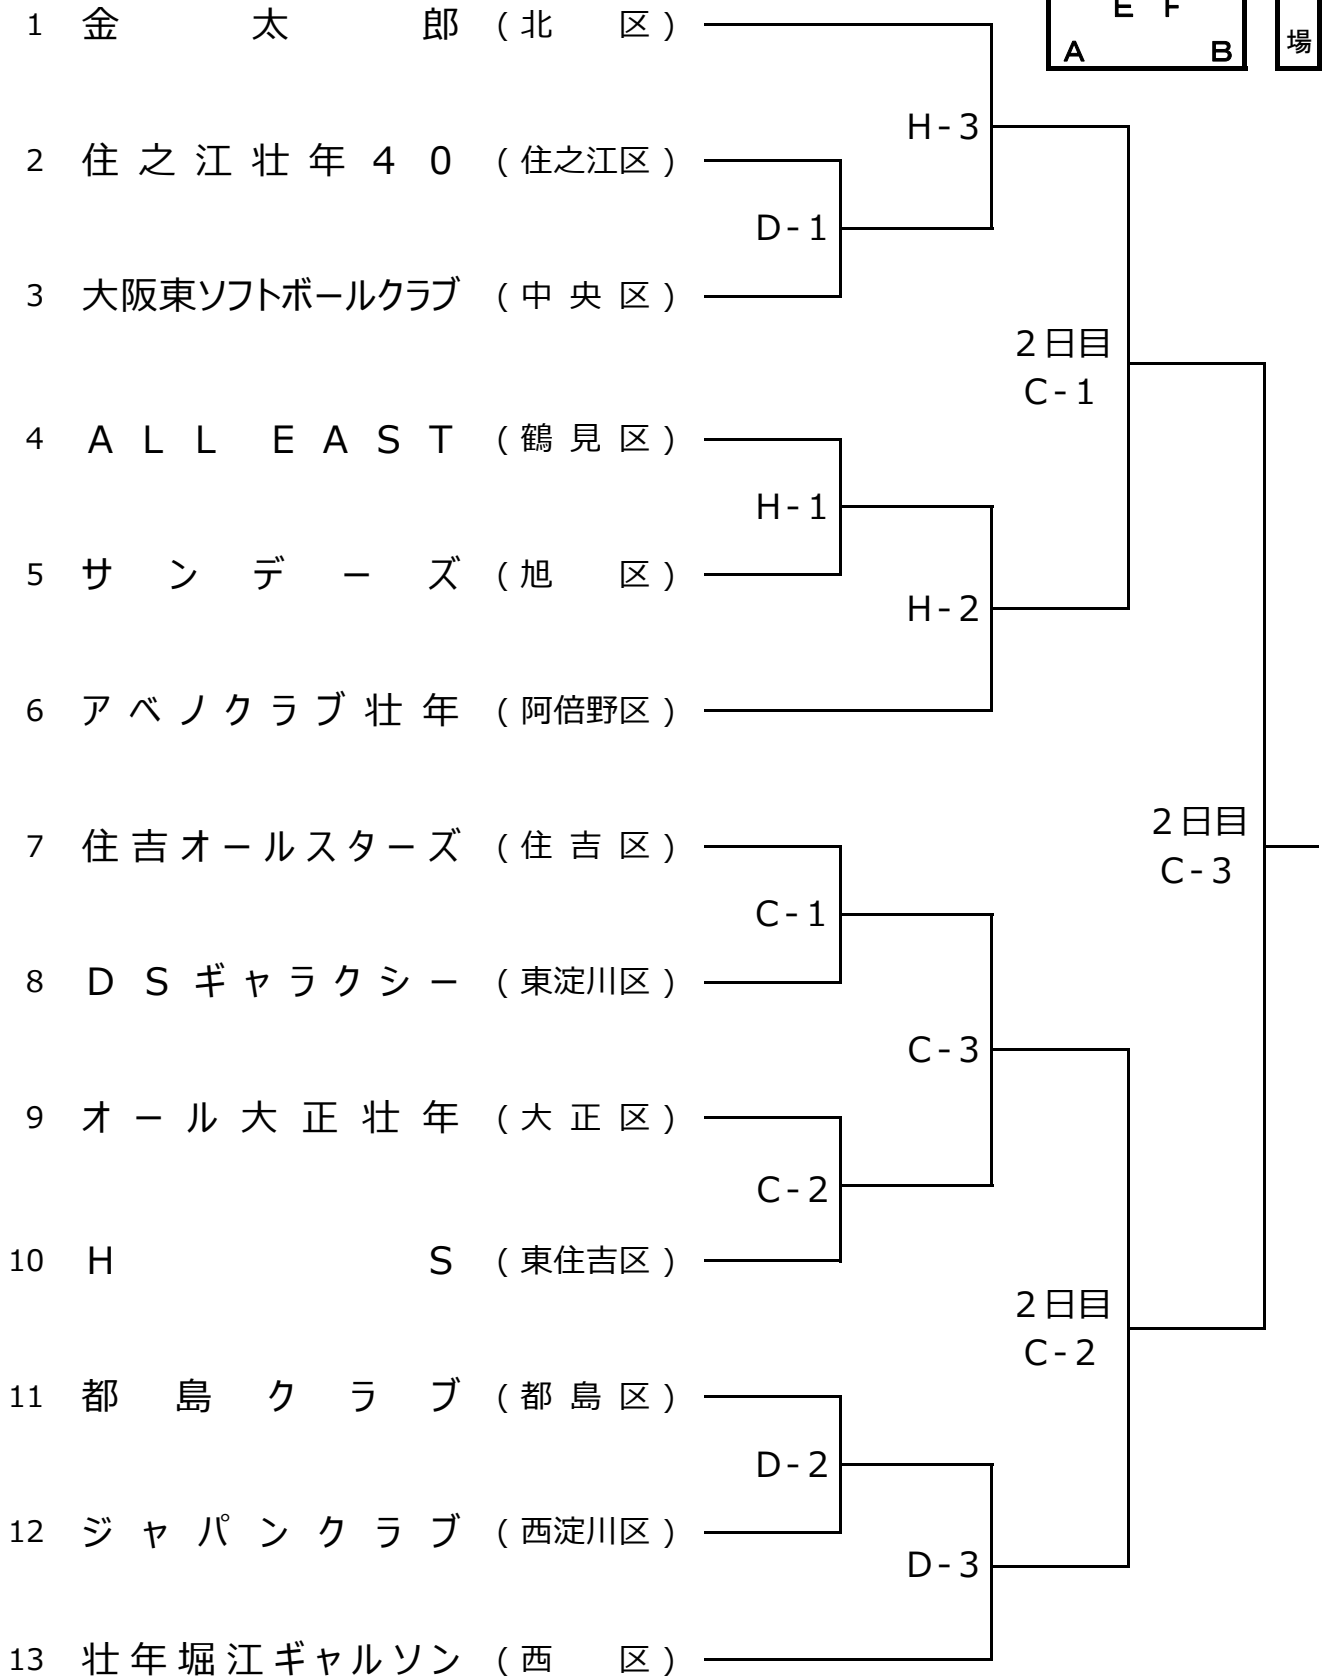 E F
A B
場
1 金太郎 (北区)
H-3
2 住之江壮年40 (住之江区)
D-1
3 大阪東ソフトボールクラブ (中央区)
2日目
C-1
4 ALL EAST (鶴見区)
H-1
5 サンデーズ (旭区)
H-2
6 アベノクラブ壮年 (阿倍野区)
2日目
C-3
7 住吉オールスターズ (住吉区)
C-1
8 DSギャラクシー (東淀川区)
C-3
9 オール大正壮年 (大正区)
C-2
10 HS (東住吉区)
2日目
C-2
11 都島クラブ (都島区)
D-2
12 ジャパンクラブ (西淀川区)
D-3
13 壮年堀江ギャルソン (西区)